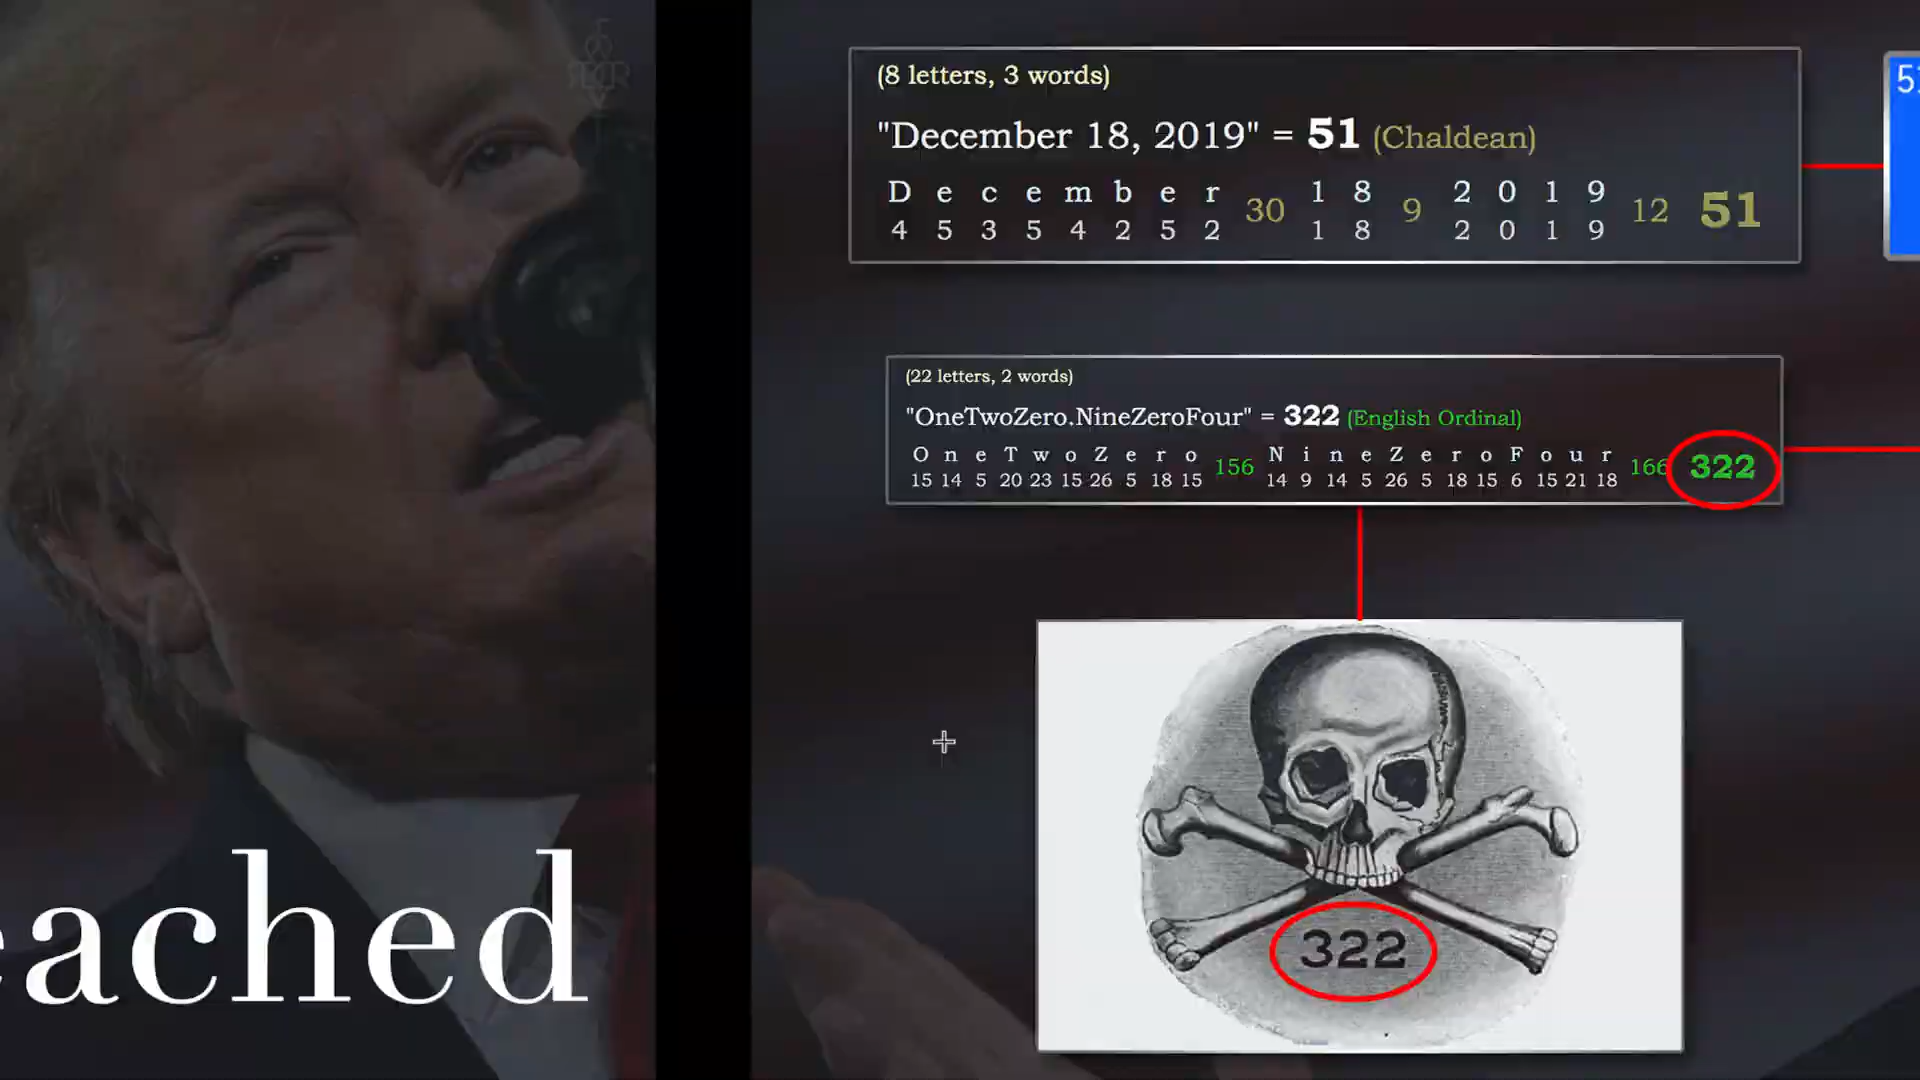 (8 letters, 3 words)
"December 18, 2019" = 51 (Chaldean)
D e c e m b e r 30 1 8 9 2 0 1 9 12 51
4 5 3 5 4 2 5 2 1 8 2 0 1 9
51
(22 letters, 2 words)
"OneTwoZero.NineZeroFour" = 322 (English Ordinal)
O n e T w o Z e r o 156 N i n e Z e r o F o u r 166 322
15 14 5 20 23 15 26 5 18 15 14 9 14 5 26 5 18 15 6 15 21 18
322
eached